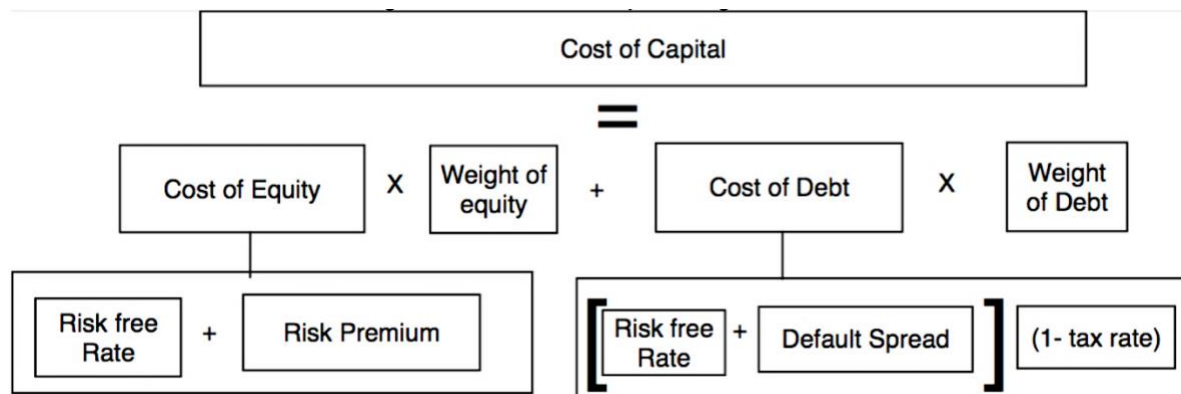 Cost of Capital
=
Cost of Equity X Weight of equity + Cost of Debt X Weight of Debt
Risk free Rate + Risk Premium
[Risk free Rate + Default Spread] (1- tax rate)